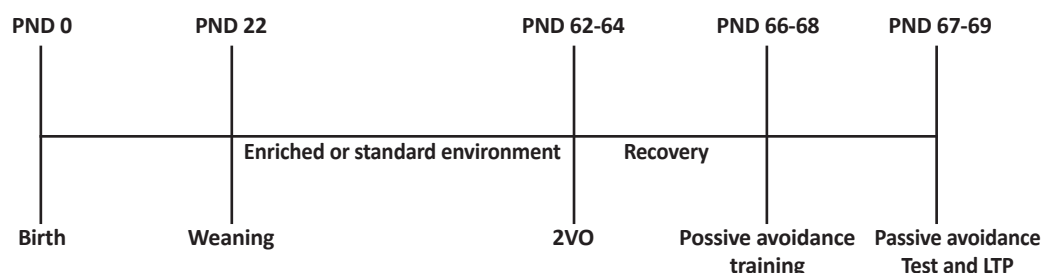 PND 0 PND 22 PND 62-64 PND 66-68 PND 67-69
Enriched or standard environment Recovery
Birth Weaning 2VO Possive avoidance Passive avoidance
training Test and LTP